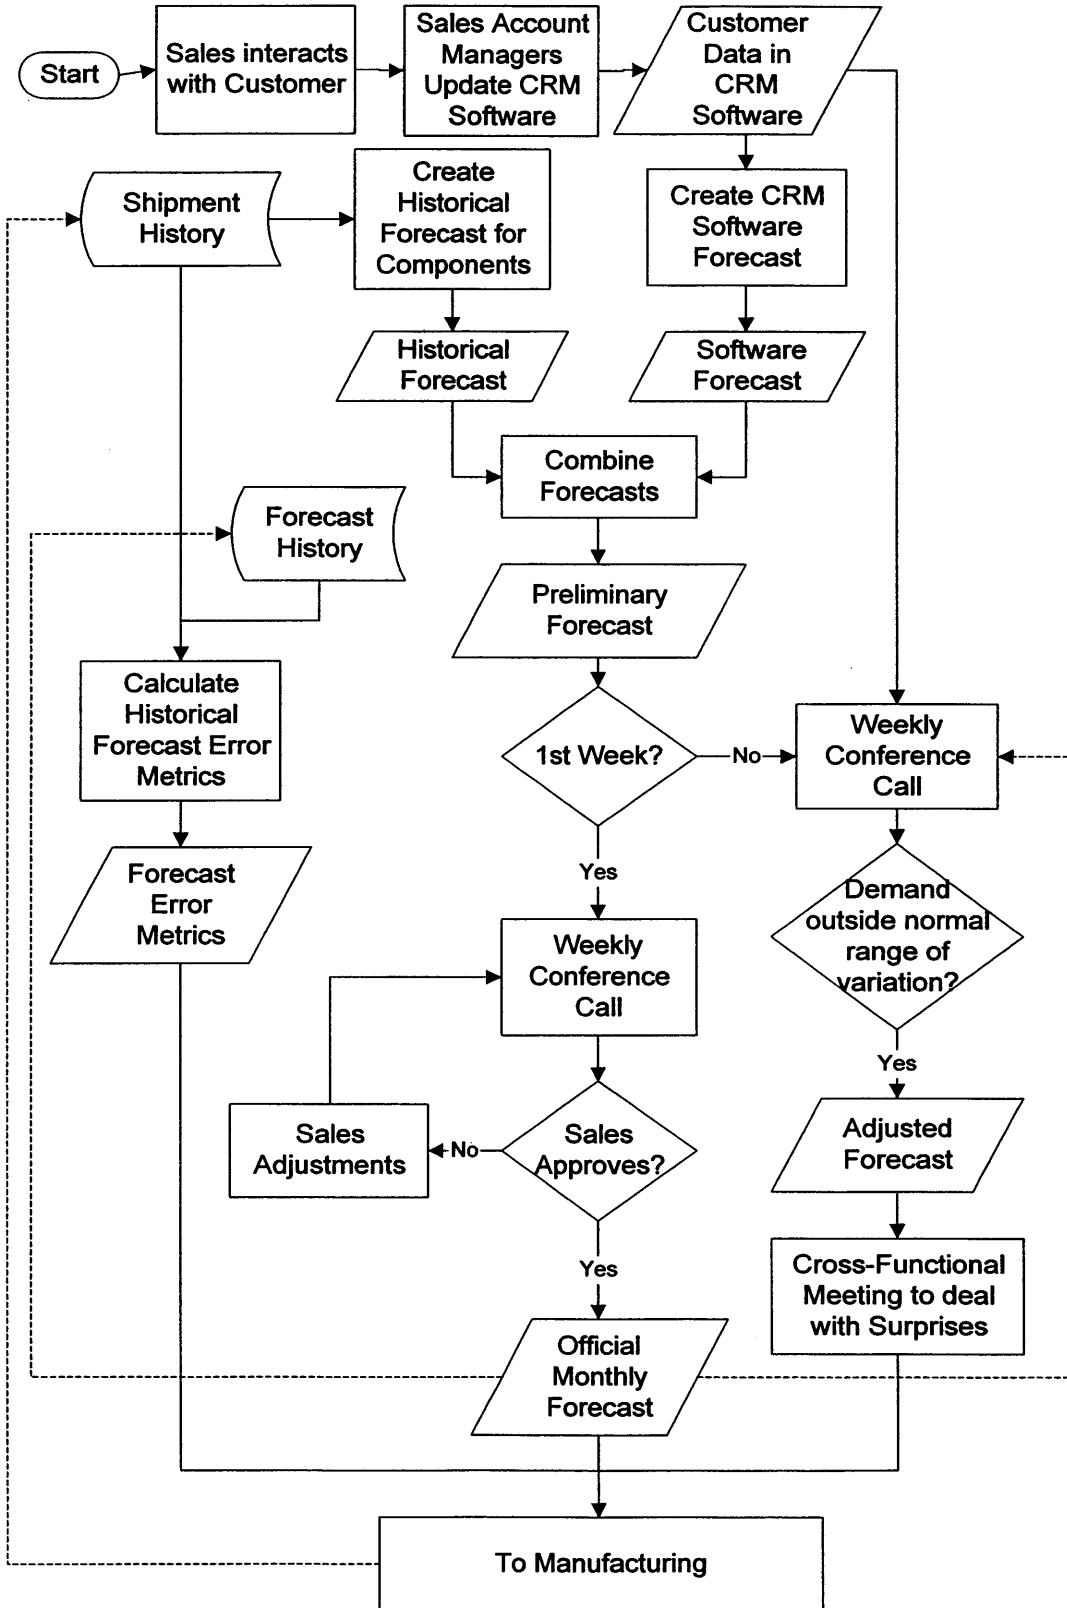 Start
Sales interacts
with Customer
Sales Account
Managers
Update CRM
Software
Customer
Data in
CRM
Software
Shipment
History
Create
Historical
Forecast for
Components
Create CRM
Software
Forecast
Historical
Forecast
Software
Forecast
Combine
Forecasts
Forecast
History
Preliminary
Forecast
Calculate
Historical
Forecast Error
Metrics
1st Week?
No
Weekly
Conference
Call
Yes
Forecast
Error
Metrics
Demand
outside normal
range of
variation?
Weekly
Conference
Call
Yes
Sales
Adjustments
No
Sales
Approves?
Adjusted
Forecast
Yes
Cross-Functional
Meeting to deal
with Surprises
Official
Monthly
Forecast
To Manufacturing